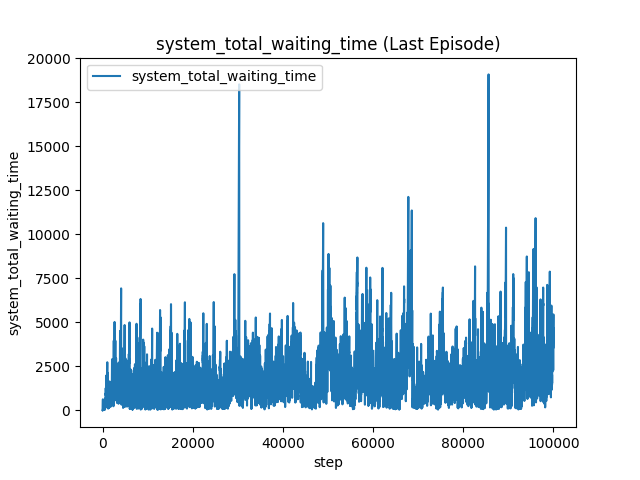 system_total_waiting_time (Last Episode)
system_total_waiting_time
20000
17500
15000
12500
10000
7500
5000
2500
0
system_total_waiting_time
0 20000 40000 60000 80000 100000
step